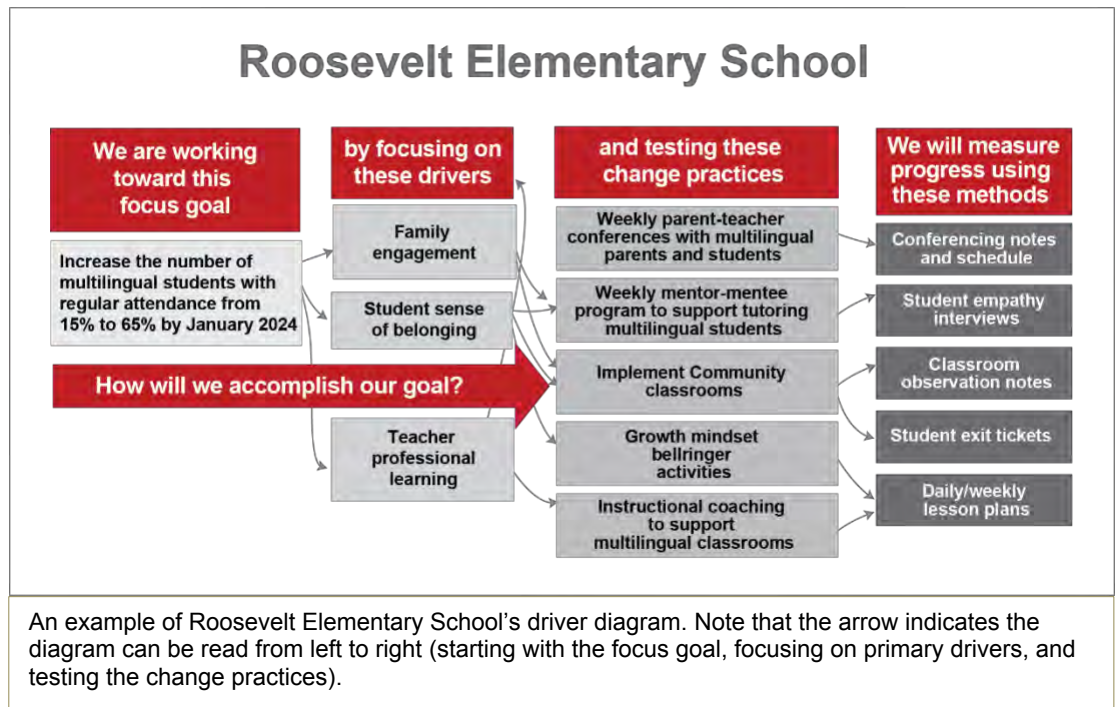 Roosevelt Elementary School
We are working
toward this
focus goal
by focusing on
these drivers
and testing these
change practices
We will measure
progress using
these methods
Increase the number of
multilingual students with
regular attendance from
15% to 65% by January 2024
Family
engagement
Student sense
of belonging
How will we accomplish our goal?
Teacher
professional
learning
Weekly parent-teacher
conferences with multilingual
parents and students
Weekly mentor-mentee
program to support tutoring
multilingual students
Implement Community
classrooms
Growth mindset
bellringer
activities
Instructional coaching
to support
multilingual classrooms
Conferencing notes
and schedule
Student empathy
interviews
Classroom
observation notes
Student exit tickets
Daily/weekly
lesson plans
An example of Roosevelt Elementary School’s driver diagram. Note that the arrow indicates the
diagram can be read from left to right (starting with the focus goal, focusing on primary drivers, and
testing the change practices).